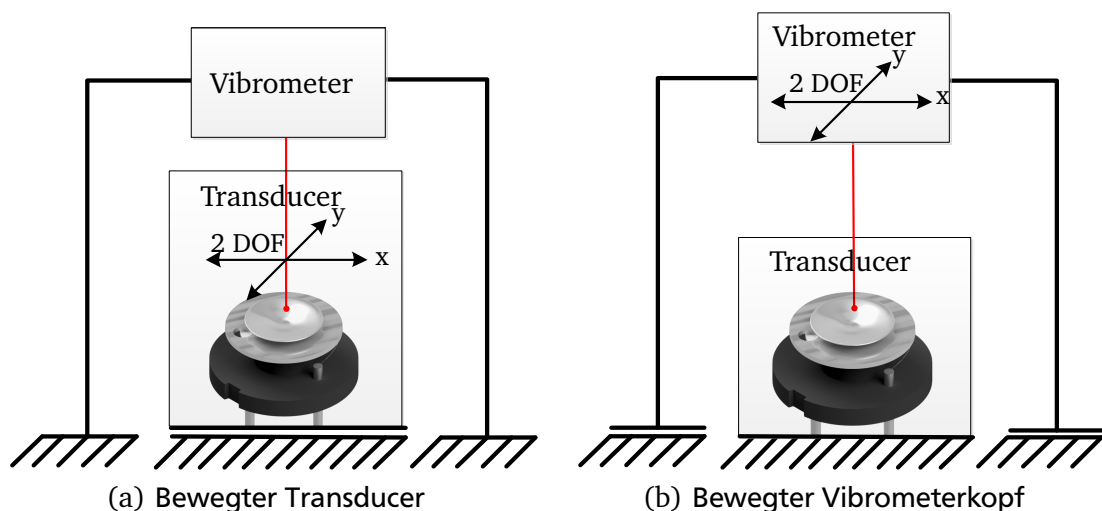 Vibrometer
Transducer
y
2 DOF
x
(a) Bewegter Transducer
Vibrometer
y
2 DOF
x
Transducer
(b) Bewegter Vibrometerkopf